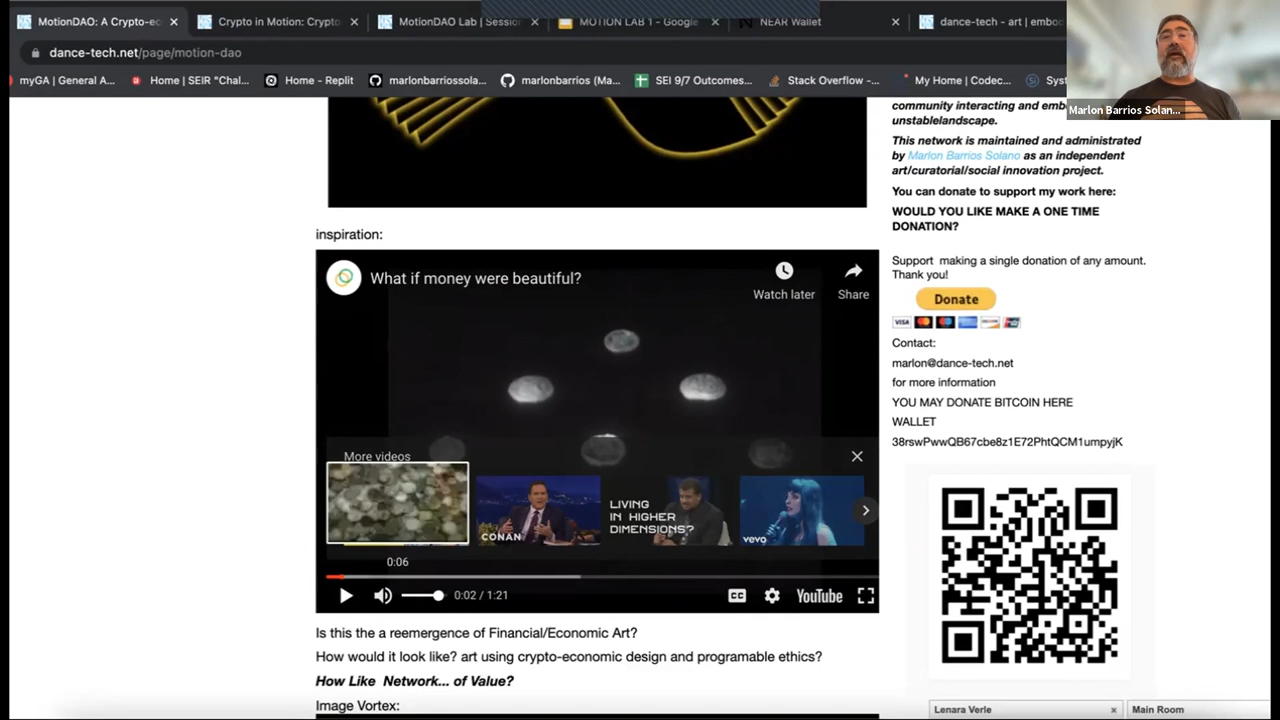 MotionDAO: A Crypto-ec
Crypto in Motion: Crypto
MotionDAO Lab | Session
MOTION LAB 1 - Google
NEAR Wallet
dance-tech - art | emboc
dance-tech.net/page/motion-dao
myGA | General A...
Home | SEIR "Chal...
Home - Replit
marlonbarriossola...
marlonbarrios (Ma...
SEI 9/7 Outcomes...
Stack Overflow -...
My Home | Codec...
Syst
Marlon Barrios Solan...
community interacting and emb
unstablelandscape.
This network is maintained and administrated
by Marlon Barrios Solano as an independent
art/curatorial/social innovation project.
You can donate to support my work here:
WOULD YOU LIKE MAKE A ONE TIME
DONATION?
Support making a single donation of any amount.
Thank you!
Donate
VISA
Contact:
marlon@dance-tech.net
for more information
YOU MAY DONATE BITCOIN HERE
WALLET
38rswPwwQB67cbe8z1E72PhtQCM1umpyjK
inspiration:
What if money were beautiful?
Watch later
Share
More videos
CONAN
LIVING
IN HIGHER
DIMENSIONS?
vevo
0:06
0:02 / 1:21
CC
YouTube
Is this the a reemergence of Financial/Economic Art?
How would it look like? art using crypto-economic design and programable ethics?
How Like Network... of Value?
Image Vortex:
Lenara Verle
Main Room